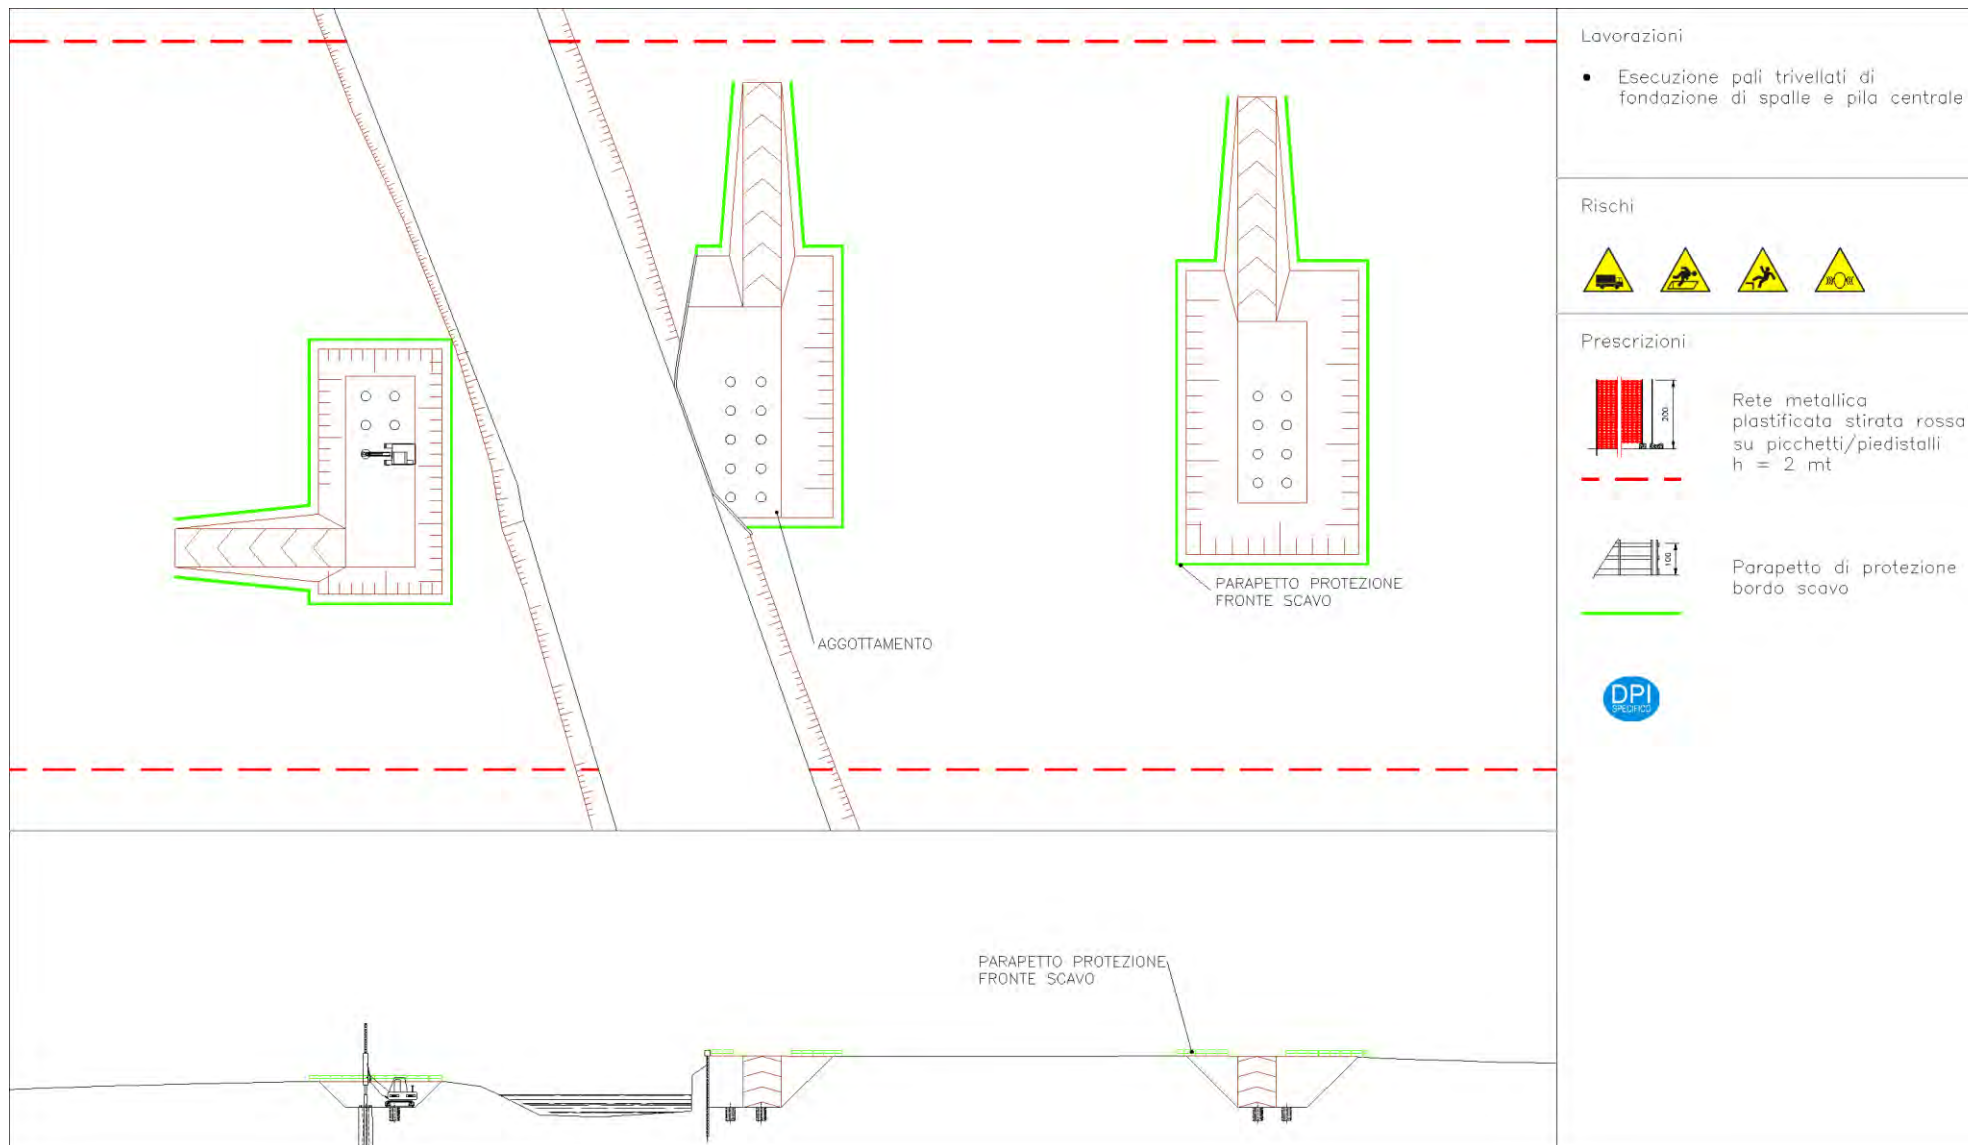 Lavorazioni
• Esecuzione pali trivellati di
fondazione di spalle e pila centrale
Rischi
Prescrizioni
200
Rete metallica
plastificata stirata rossa
su picchetti/piedistalli
h = 2 mt
100
Parapetto di protezione
bordo scavo
DPI
SPECIFICO
PARAPETTO PROTEZIONE
FRONTE SCAVO
AGGOTTAMENTO
PARAPETTO PROTEZIONE
FRONTE SCAVO